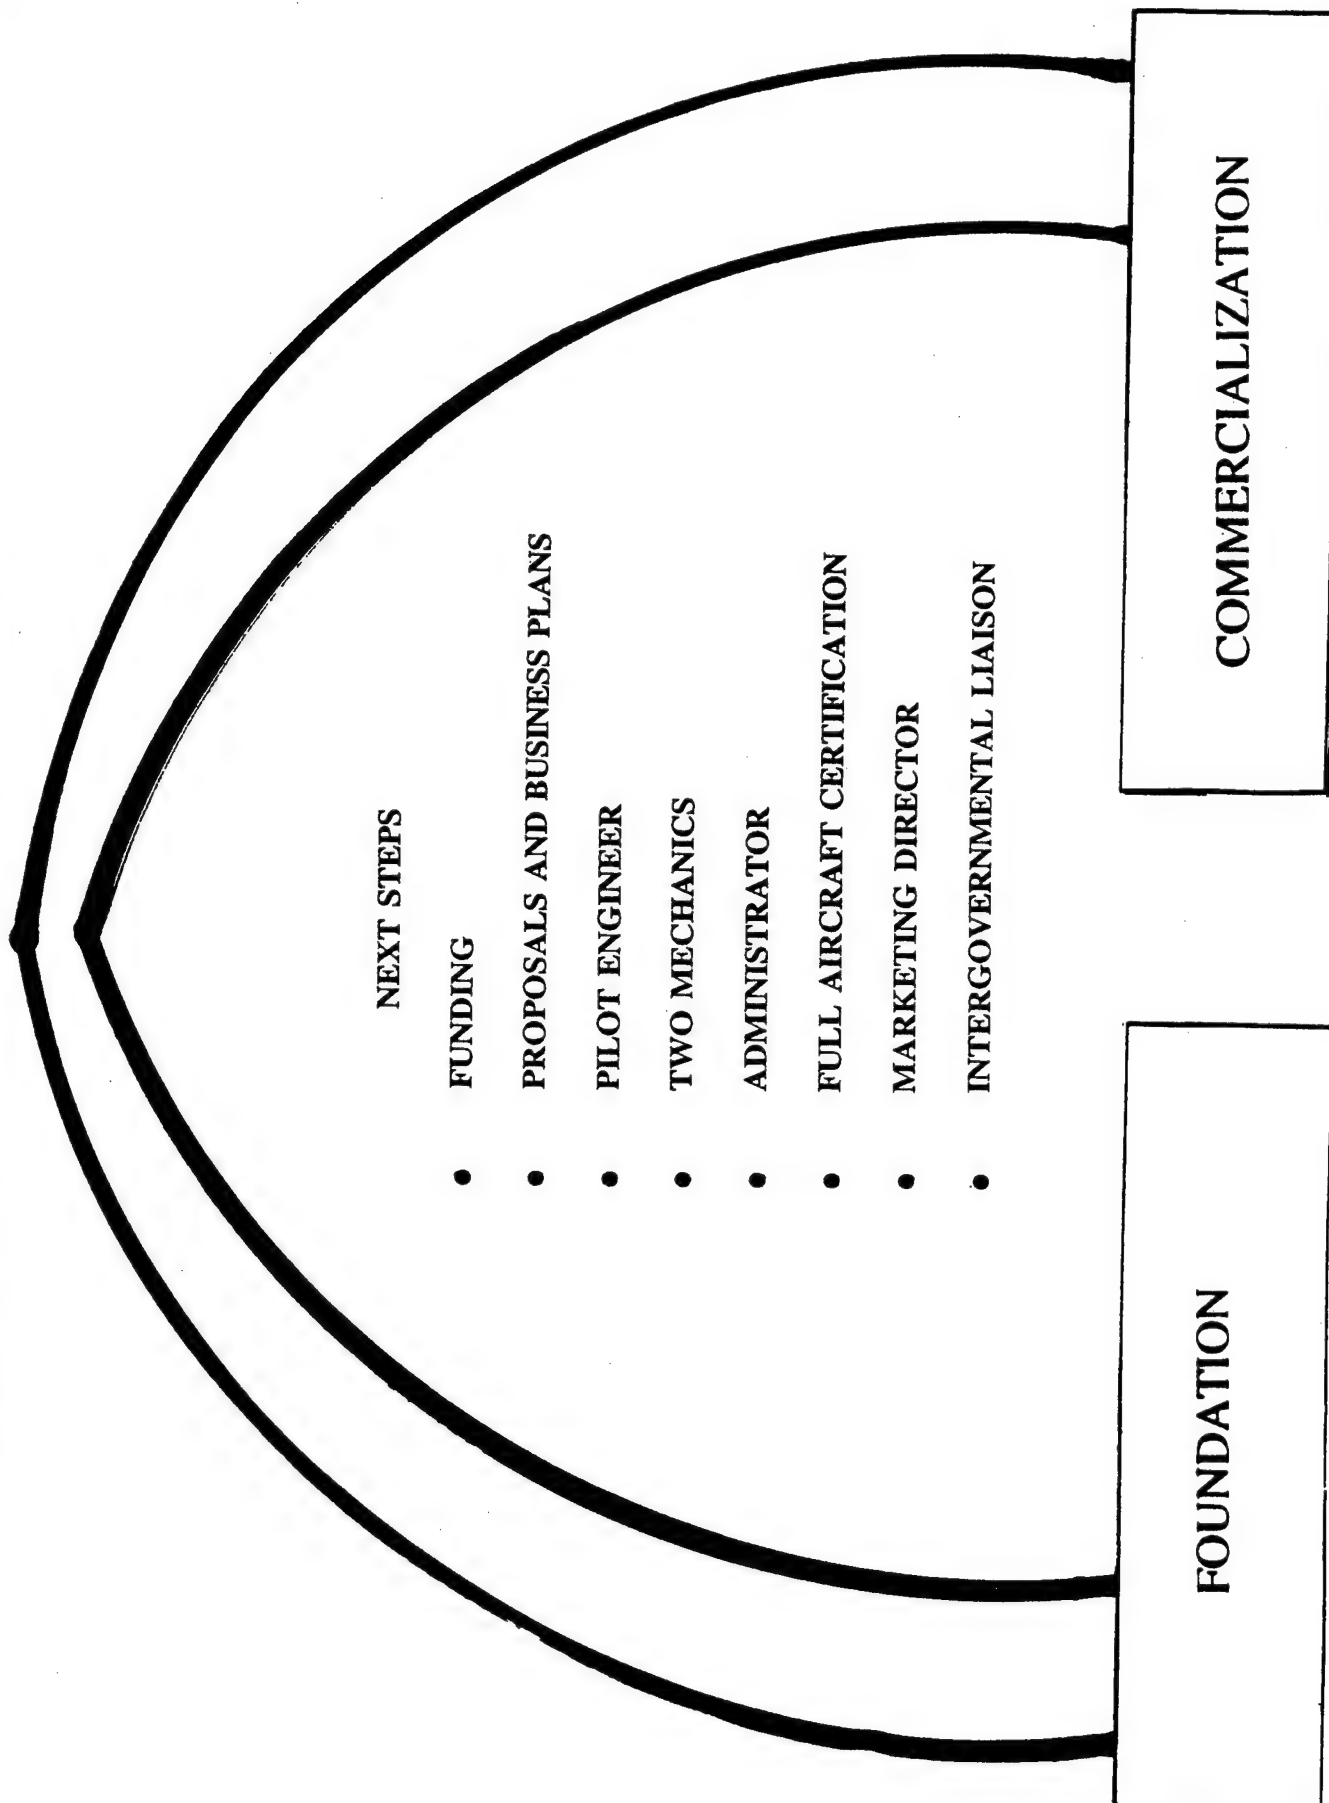 NEXT STEPS
• FUNDING
• PROPOSALS AND BUSINESS PLANS
• PILOT ENGINEER
• TWO MECHANICS
• ADMINISTRATOR
• FULL AIRCRAFT CERTIFICATION
• MARKETING DIRECTOR
• INTERGOVERNMENTAL LIAISON
FOUNDATION
COMMERCIALIZATION